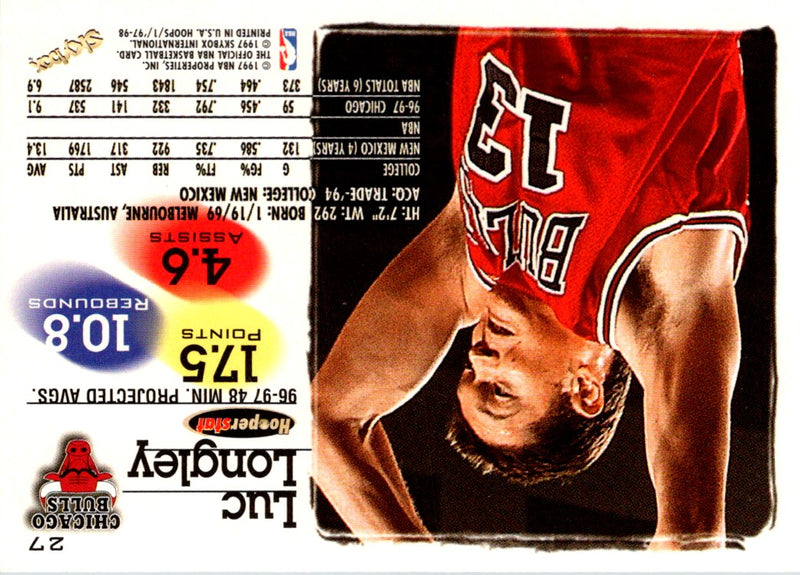 27
CHICAGO
BULLS
Luc
Longley
Hooperstat
96-97 48 MIN. PROJECTED AVGS.
17.5
POINTS
10.8
REBOUNDS
4.6
ASSISTS
HT: 7'2" WT: 292 BORN: 1/19/69 MELBOURNE, AUSTRALIA
ACQ: TRADE-'94 COLLEGE: NEW MEXICO
COLLEGE G FG% FT% REB AST PTS AVG
NEW MEXICO (4 YEARS) 132 .586 .735 922 317 1769 13.4
NBA
96-97 CHICAGO 59 .456 .792 332 141 537 9.1
NBA TOTALS (6 YEARS) 373 .464 .754 1843 546 2587 6.9
© 1997 NBA PROPERTIES, INC.
THE OFFICIAL NBA BASKETBALL CARD.
© 1997 SKYBOX INTERNATIONAL.
PRINTED IN U.S.A. HOOPS/1/'97-98
NBA
SkyBox
BULLS
13